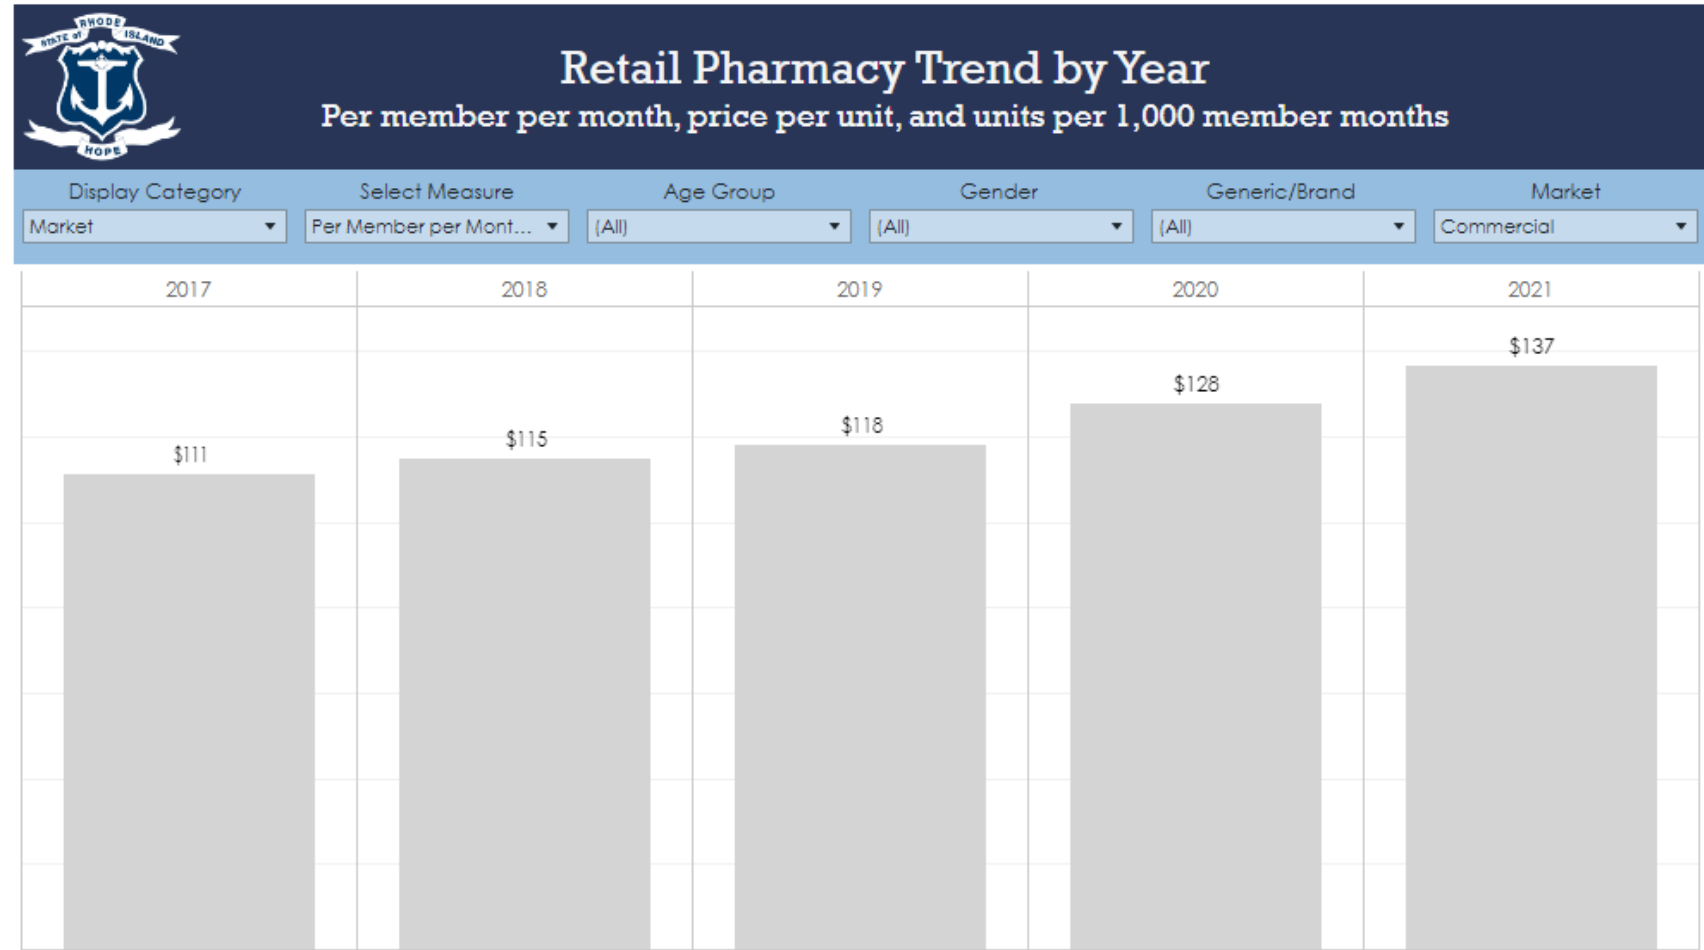 RHODE
STATE of
ISLAND
HOPE
Retail Pharmacy Trend by Year
Per member per month, price per unit, and units per 1,000 member months
Display Category Select Measure Age Group Gender Generic/Brand Market
Market Per Member per Mont... (All) (All) (All) Commercial
2017 2018 2019 2020 2021
$137
$128
$118
$115
$111